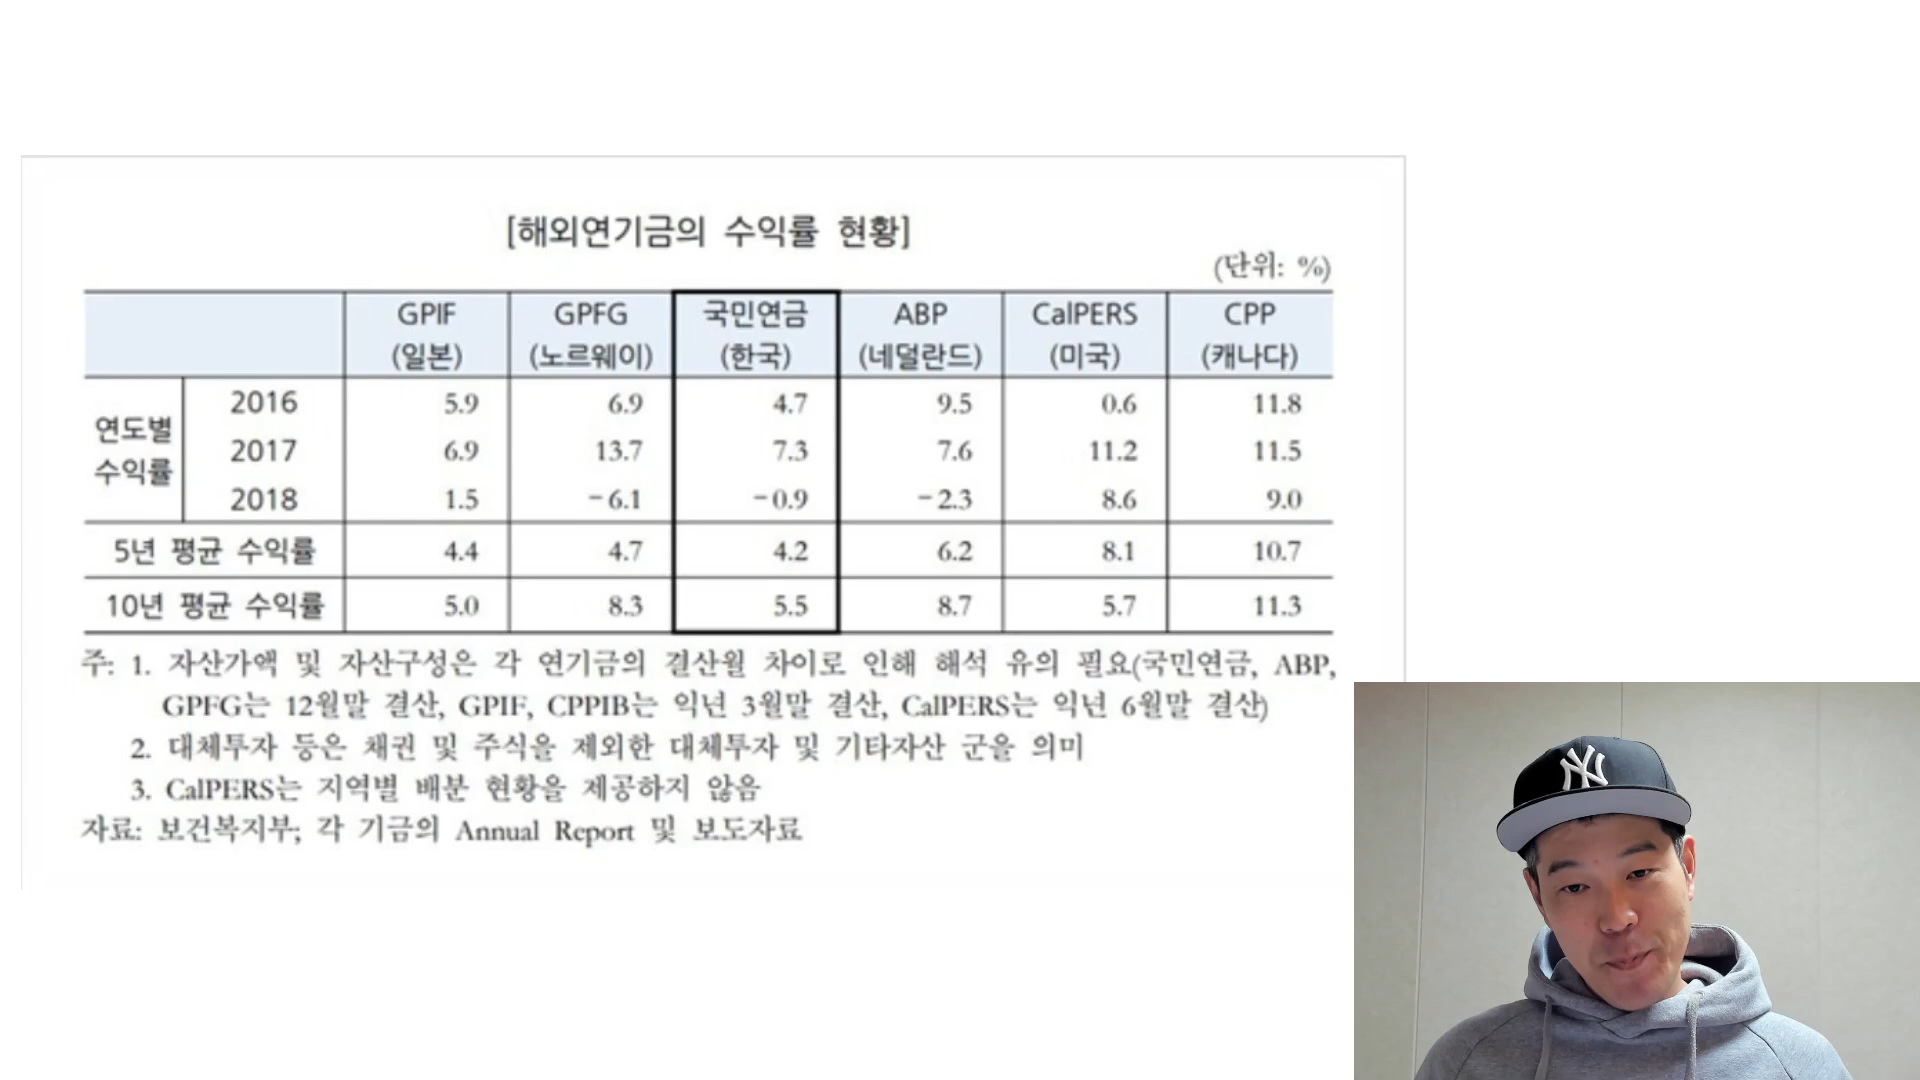 [해외연기금의 수익률 현황]
(단위: %)
GPIF GPFG 국민연금 ABP CalPERS CPP
(일본) (노르웨이) (한국) (네덜란드) (미국) (캐나다)
연도별 수익률
2016 5.9 6.9 4.7 9.5 0.6 11.8
2017 6.9 13.7 7.3 7.6 11.2 11.5
2018 1.5 -6.1 -0.9 -2.3 8.6 9.0
5년 평균 수익률 4.4 4.7 4.2 6.2 8.1 10.7
10년 평균 수익률 5.0 8.3 5.5 8.7 5.7 11.3
주: 1. 자산가액 및 자산구성은 각 연기금의 결산월 차이로 인해 해석 유의 필요(국민연금, ABP,
GPFG는 12월말 결산, GPIF, CPPIB는 익년 3월말 결산, CalPERS는 익년 6월말 결산)
2. 대체투자 등은 채권 및 주식을 제외한 대체투자 및 기타자산 군을 의미
3. CalPERS는 지역별 배분 현황을 제공하지 않음
자료: 보건복지부; 각 기금의 Annual Report 및 보도자료
NY